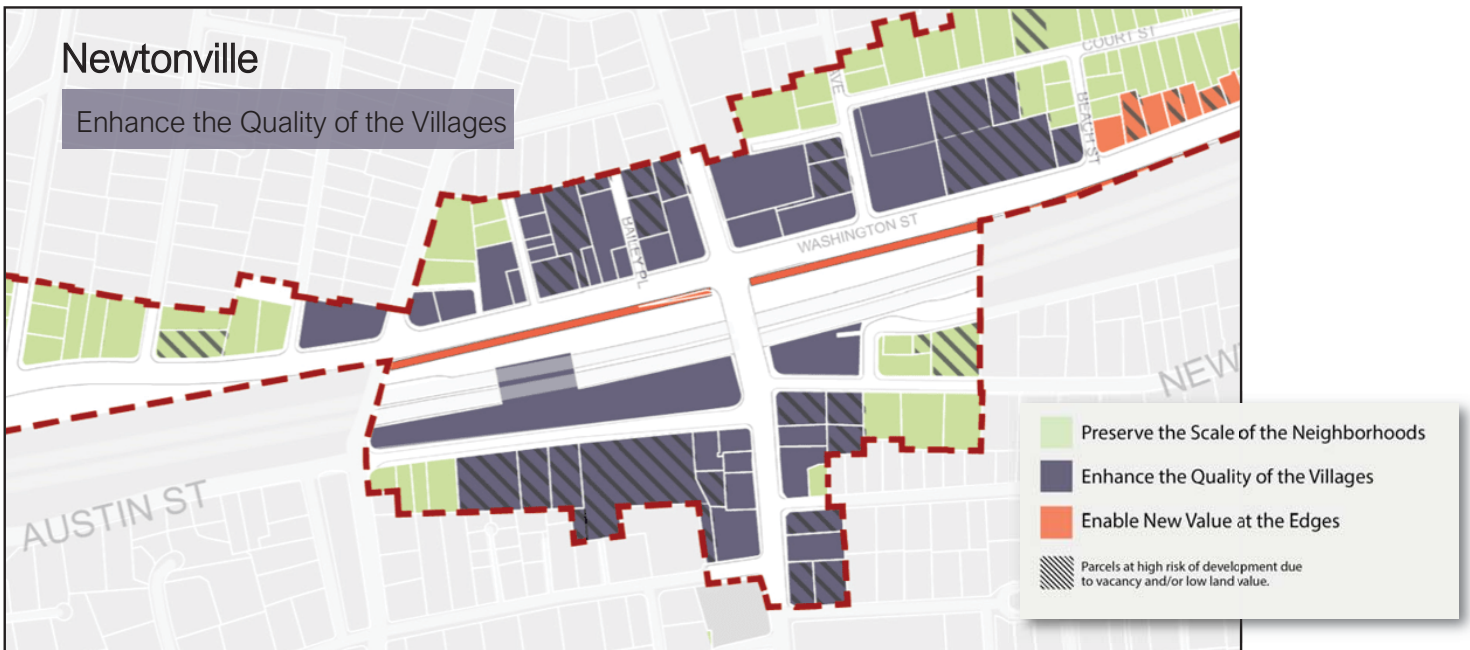 Newtonville
Enhance the Quality of the Villages
COURT ST
AVE
BEACH ST
BAILEY PL
WASHINGTON ST
NEW
AUSTIN ST
Preserve the Scale of the Neighborhoods
Enhance the Quality of the Villages
Enable New Value at the Edges
Parcels at high risk of development due
to vacancy and/or low land value.